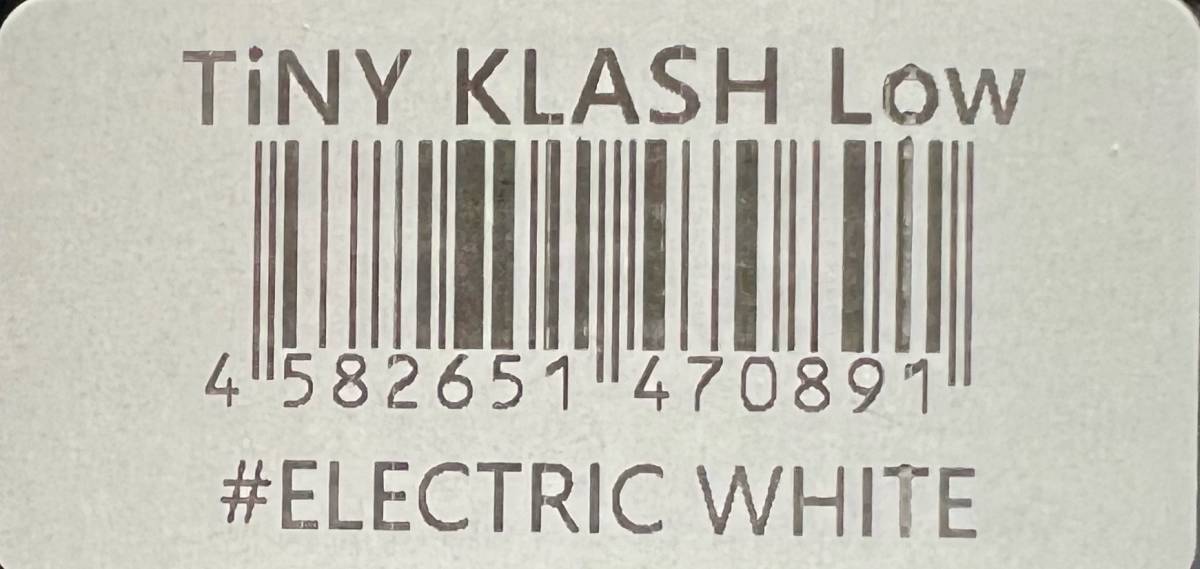 TiNY KLASH Low
4 582651 470891
#ELECTRIC WHITE